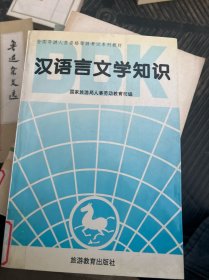 全国导游人员资格等级考试系列教材
汉语言文学知识
国家旅游局人事劳动教育司编
旅游教育出版社